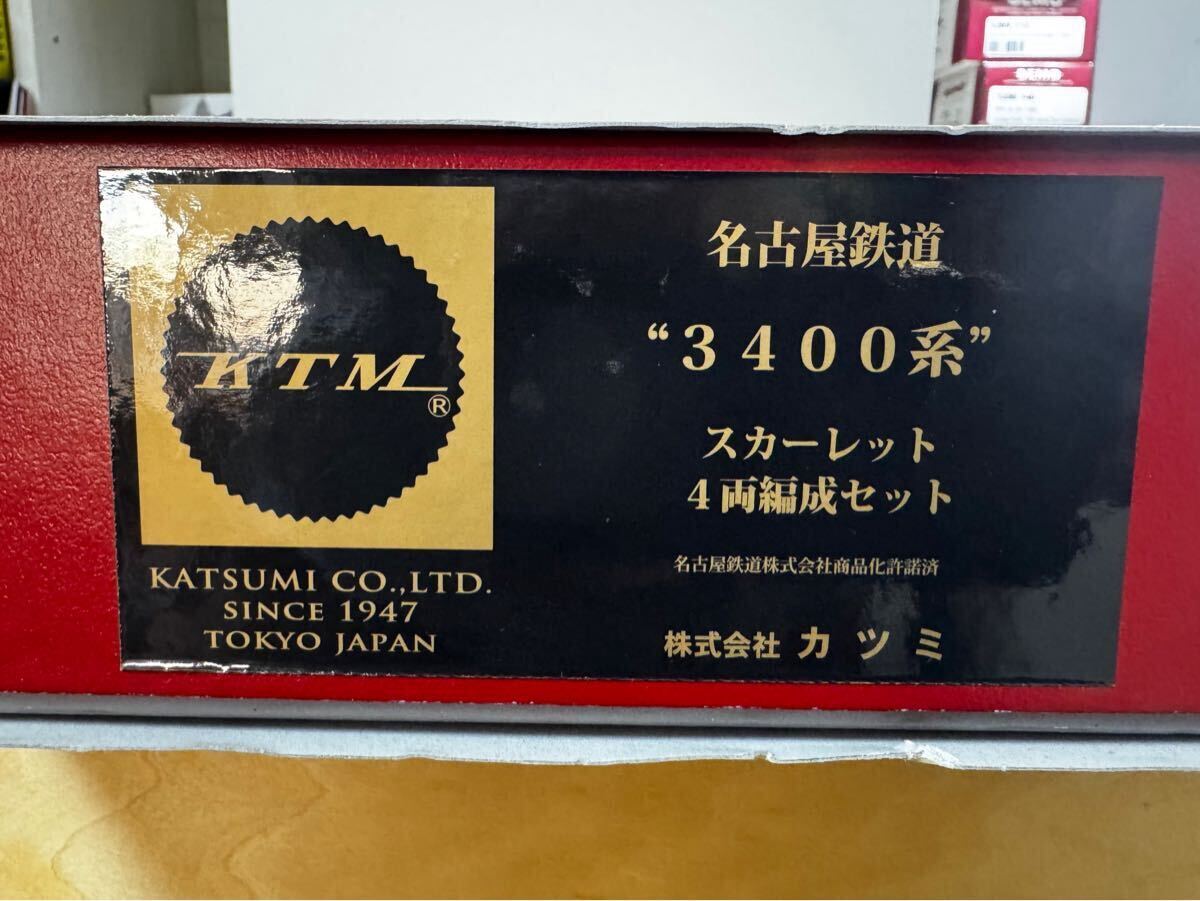 DEMO
KTM
®
KATSUMI CO.,LTD.
SINCE 1947
TOKYO JAPAN
名古屋鉄道
“3400系”
スカーレット
4両編成セット
名古屋鉄道株式会社商品化許諾済
株式会社 カツミ